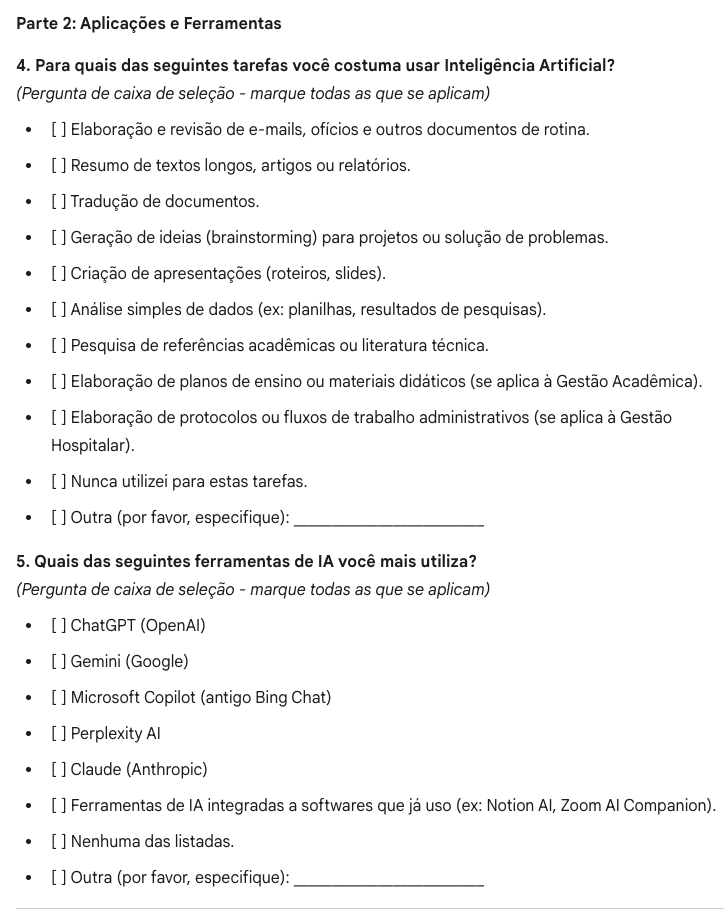 Parte 2: Aplicações e Ferramentas
4. Para quais das seguintes tarefas você costuma usar Inteligência Artificial?
(Pergunta de caixa de seleção - marque todas as que se aplicam)
• [ ] Elaboração e revisão de e-mails, ofícios e outros documentos de rotina.
• [ ] Resumo de textos longos, artigos ou relatórios.
• [ ] Tradução de documentos.
• [ ] Geração de ideias (brainstorming) para projetos ou solução de problemas.
• [ ] Criação de apresentações (roteiros, slides).
• [ ] Análise simples de dados (ex: planilhas, resultados de pesquisas).
• [ ] Pesquisa de referências acadêmicas ou literatura técnica.
• [ ] Elaboração de planos de ensino ou materiais didáticos (se aplica à Gestão Acadêmica).
• [ ] Elaboração de protocolos ou fluxos de trabalho administrativos (se aplica à Gestão
Hospitalar).
• [ ] Nunca utilizei para estas tarefas.
• [ ] Outra (por favor, especifique): _________________________
5. Quais das seguintes ferramentas de IA você mais utiliza?
(Pergunta de caixa de seleção - marque todas as que se aplicam)
• [ ] ChatGPT (OpenAI)
• [ ] Gemini (Google)
• [ ] Microsoft Copilot (antigo Bing Chat)
• [ ] Perplexity AI
• [ ] Claude (Anthropic)
• [ ] Ferramentas de IA integradas a softwares que já uso (ex: Notion AI, Zoom AI Companion).
• [ ] Nenhuma das listadas.
• [ ] Outra (por favor, especifique): _________________________